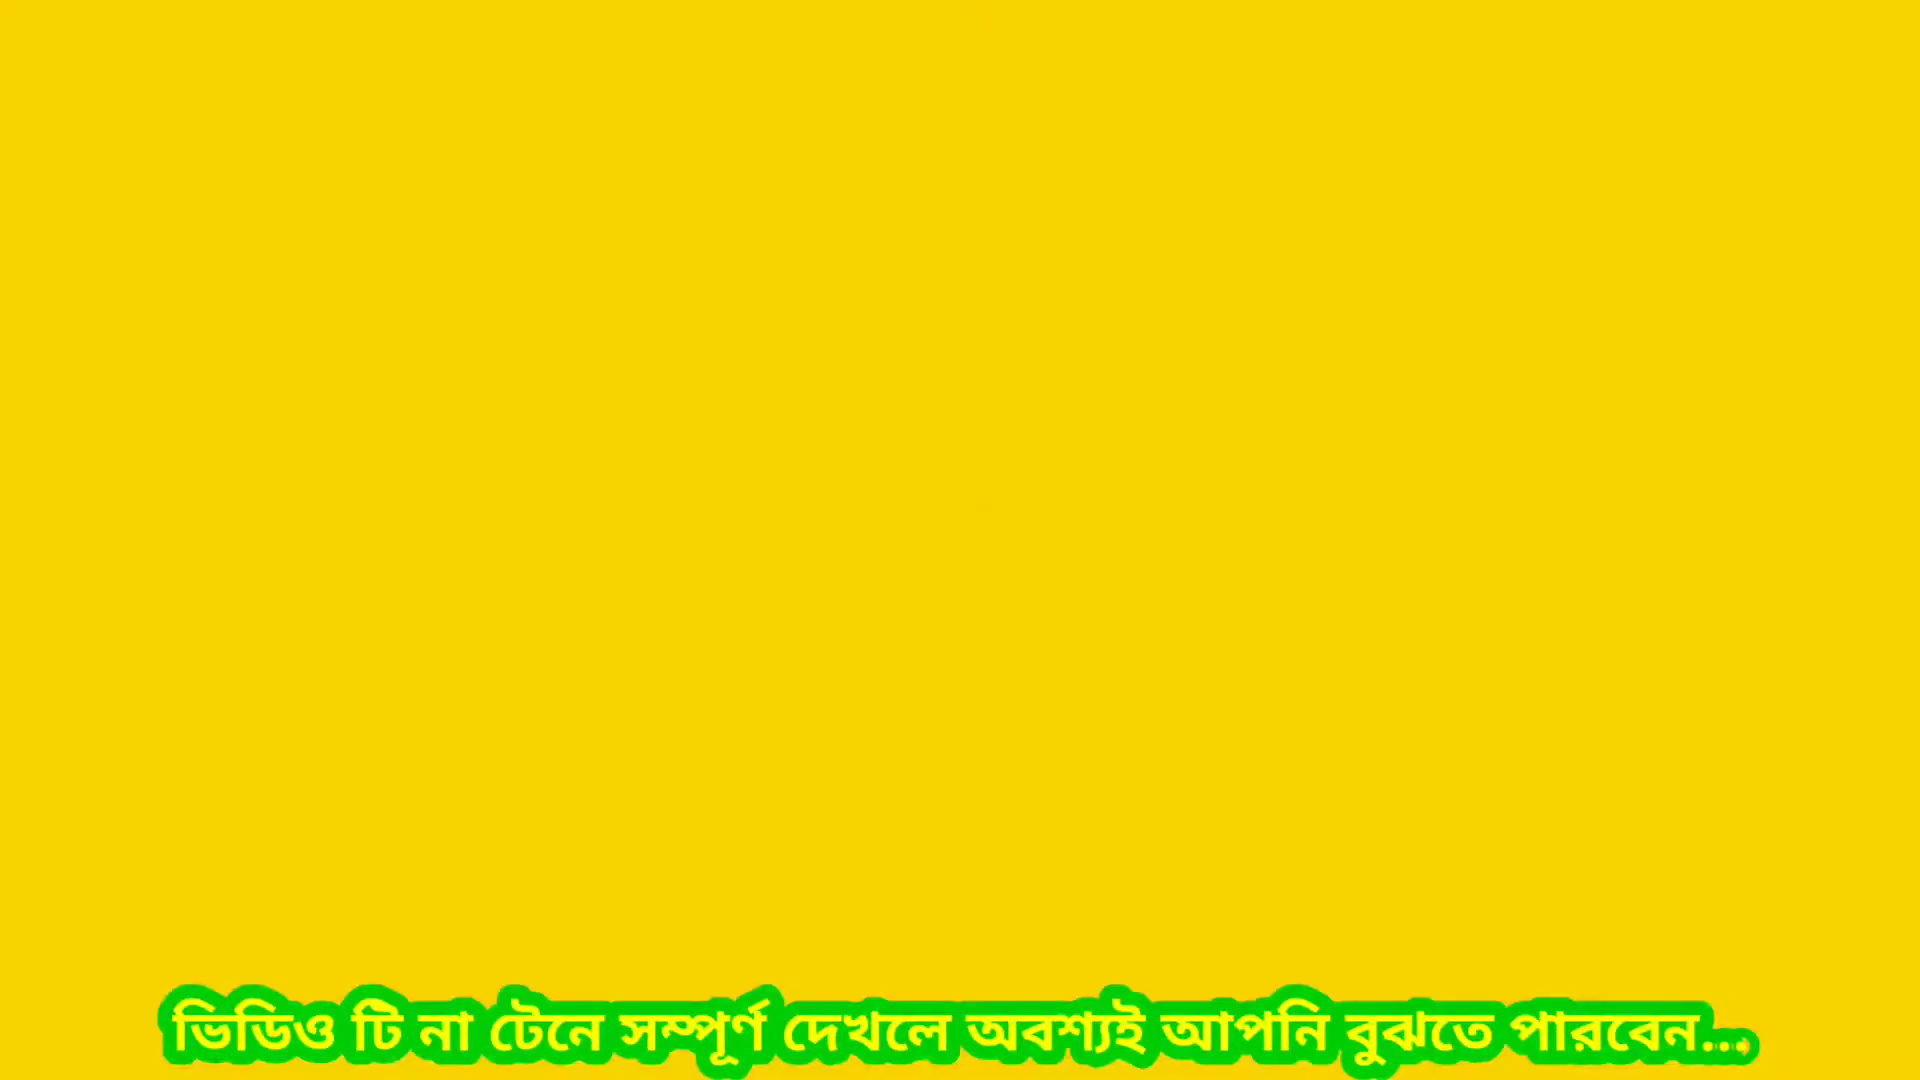 ভিডিও টি না টেনে সম্পূর্ণ দেখলে অবশ্যই আপনি বুঝতে পারবেন....